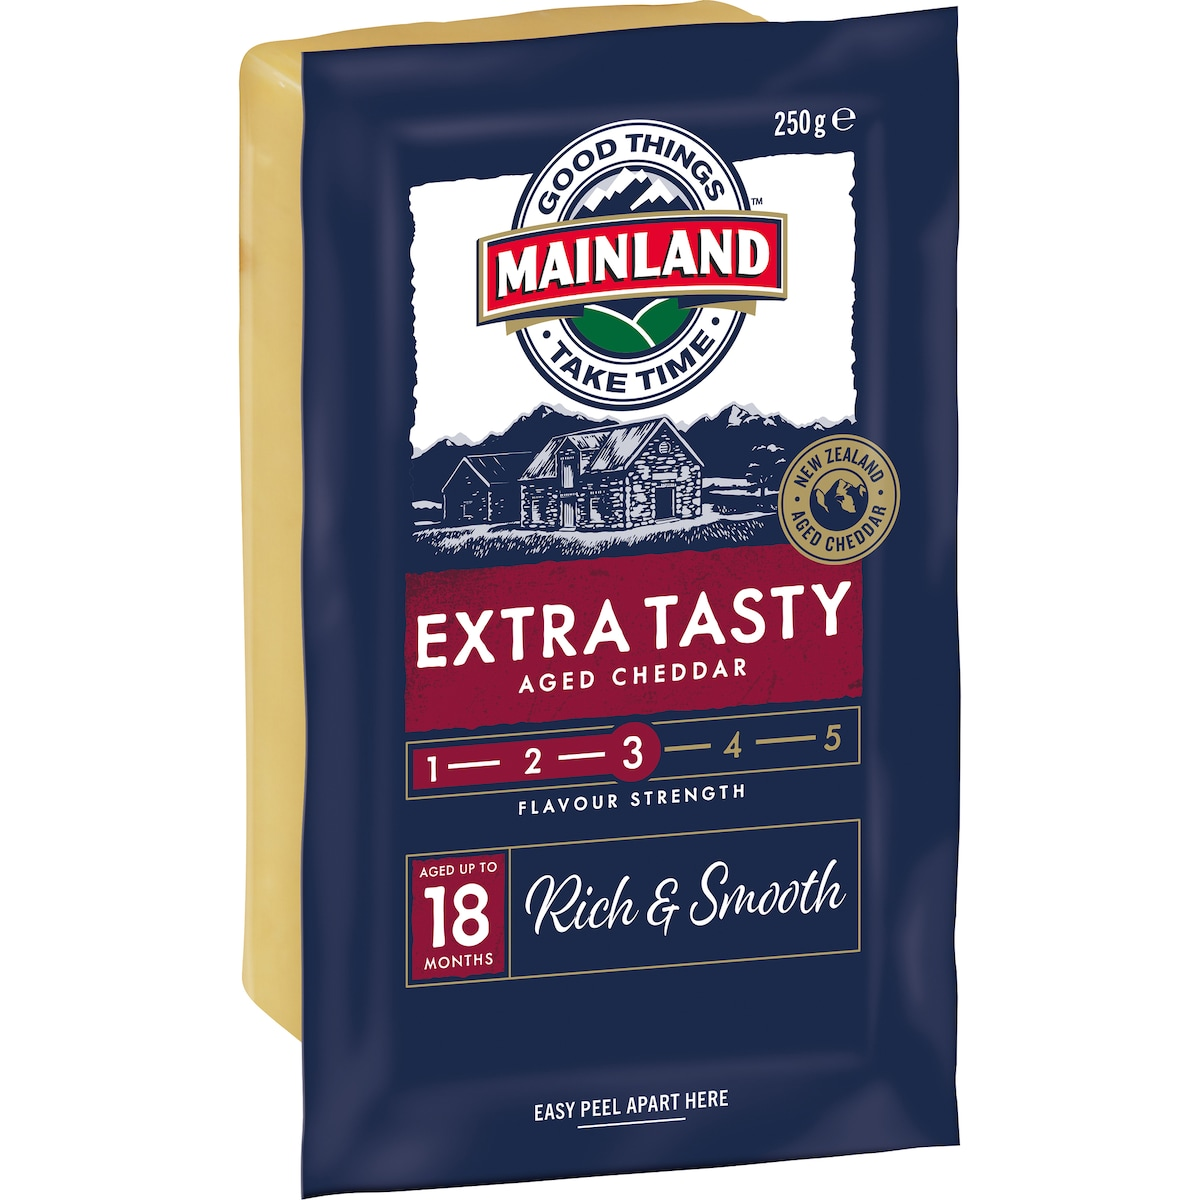 250 g ℮
GOOD THINGS
MAINLAND
TM
TAKE TIME
NEW ZEALAND
AGED CHEDDAR
EXTRA TASTY
AGED CHEDDAR
1 — 2 — 3 — 4 — 5
FLAVOUR STRENGTH
AGED UP TO
18
MONTHS
Rich & Smooth
EASY PEEL APART HERE